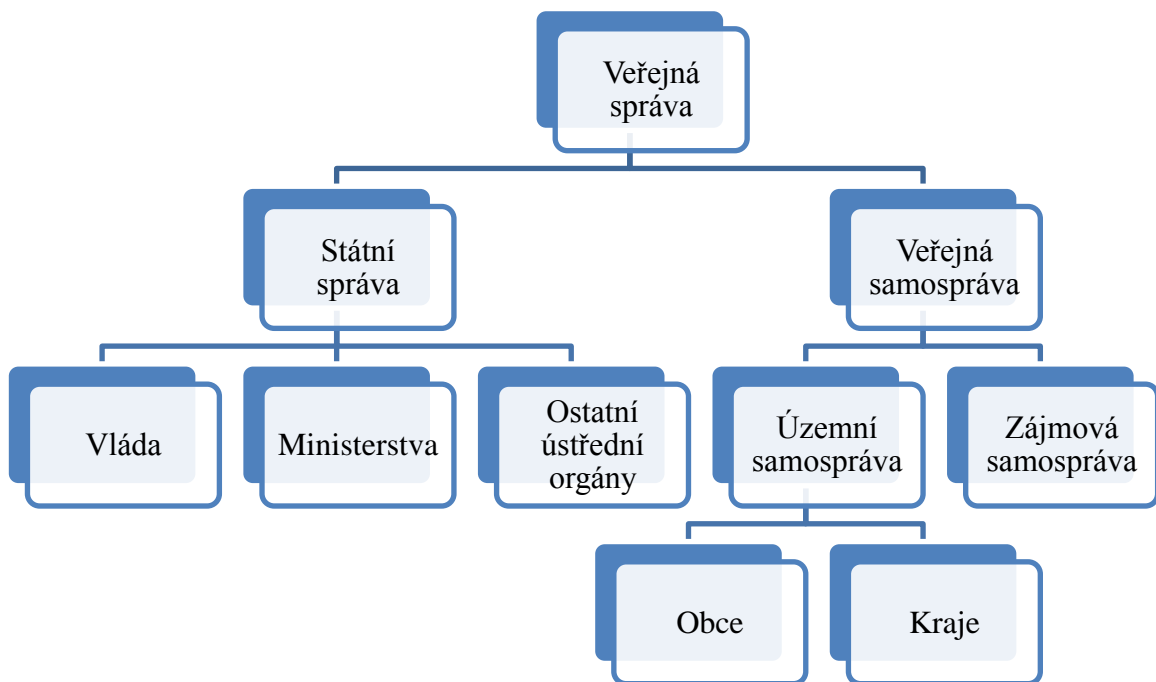 Veřejná
správa
Státní
správa
Veřejná
samospráva
Vláda
Ministerstva
Ostatní
ústřední
orgány
Územní
samospráva
Zájmová
samospráva
Obce
Kraje